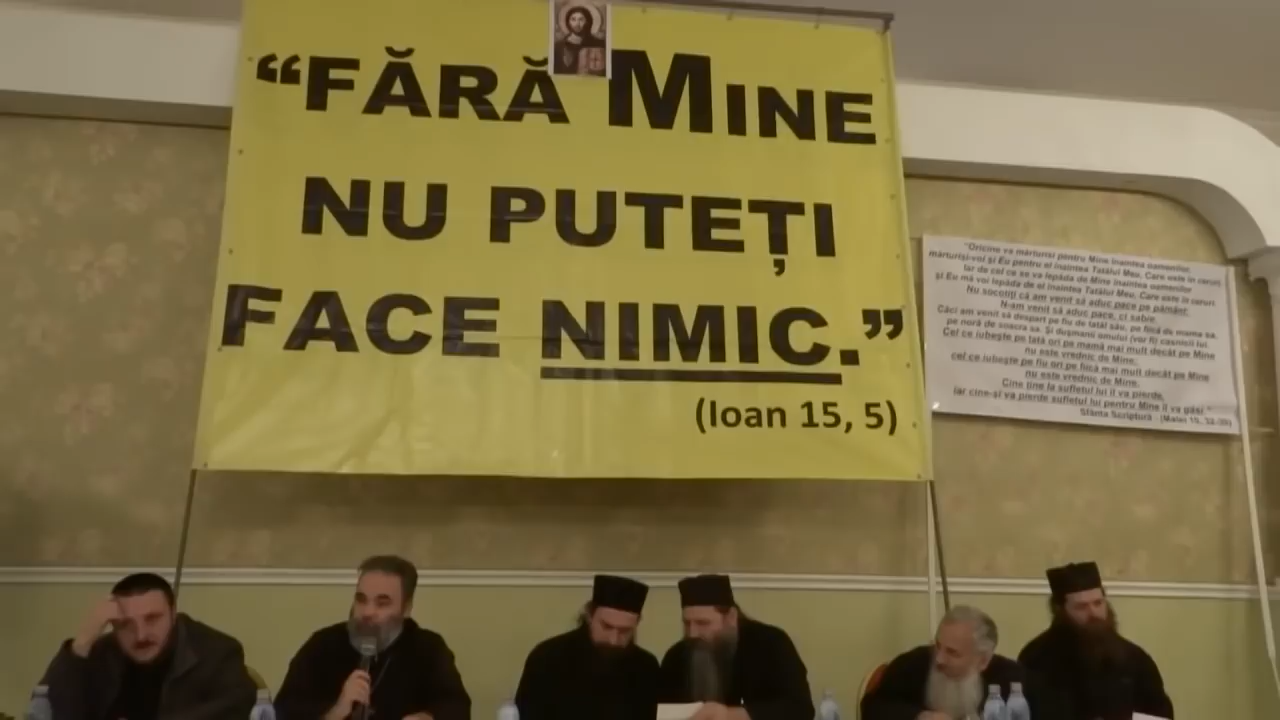 “FĂRĂ MINE
NU PUTEȚI
FACE NIMIC.”
(Ioan 15, 5)
"Oricine va mărturisi pentru Mine înaintea oamenilor,
mărturisi-voi și Eu pentru el înaintea Tatălui Meu, Care este în ceruri.
Iar de cel ce se va lepăda de Mine înaintea oamenilor
și Eu mă voi lepăda de el înaintea Tatălui Meu, Care este în ceruri.
Nu socotiți că am venit să aduc pace pe pământ;
N-am venit să aduc pace, ci sabie.
Căci am venit să despart pe fiu de tatăl său, pe fiică de mama sa,
pe noră de soacra sa. Și dușmanii omului (vor fi) casnicii lui.
Cel ce iubește pe tată ori pe mamă mai mult decât pe Mine
nu este vrednic de Mine;
cel ce iubește pe fiu ori pe fiică mai mult decât pe Mine
nu este vrednic de Mine.
Cine ține la sufletul lui îl va pierde,
iar cine-și va pierde sufletul lui pentru Mine îl va găsi."
Sfânta Scriptură - (Matei 10, 32-39)